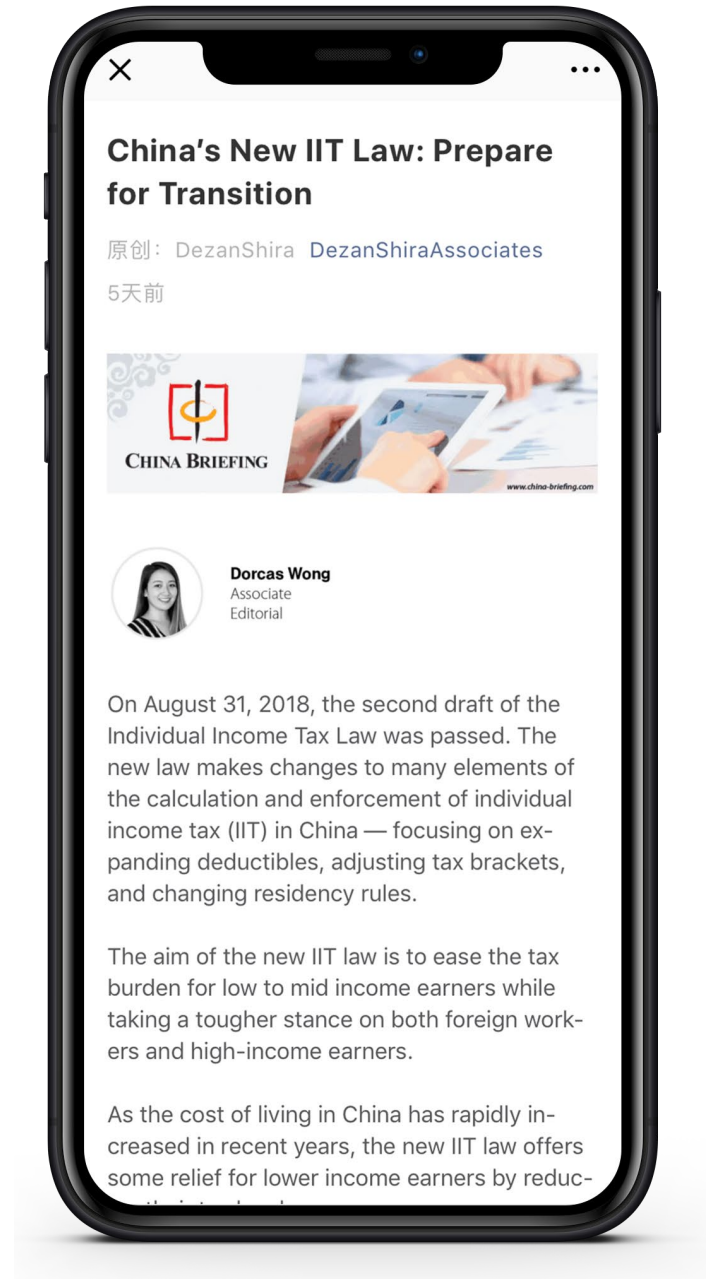 China's New IIT Law: Prepare
for Transition
原创: DezanShira DezanShiraAssociates
5天前
CHINA BRIEFING
www.china-briefing.com
Dorcas Wong
Associate
Editorial
On August 31, 2018, the second draft of the
Individual Income Tax Law was passed. The
new law makes changes to many elements of
the calculation and enforcement of individual
income tax (IIT) in China — focusing on ex-
panding deductibles, adjusting tax brackets,
and changing residency rules.
The aim of the new IIT law is to ease the tax
burden for low to mid income earners while
taking a tougher stance on both foreign work-
ers and high-income earners.
As the cost of living in China has rapidly in-
creased in recent years, the new IIT law offers
some relief for lower income earners by reduc-